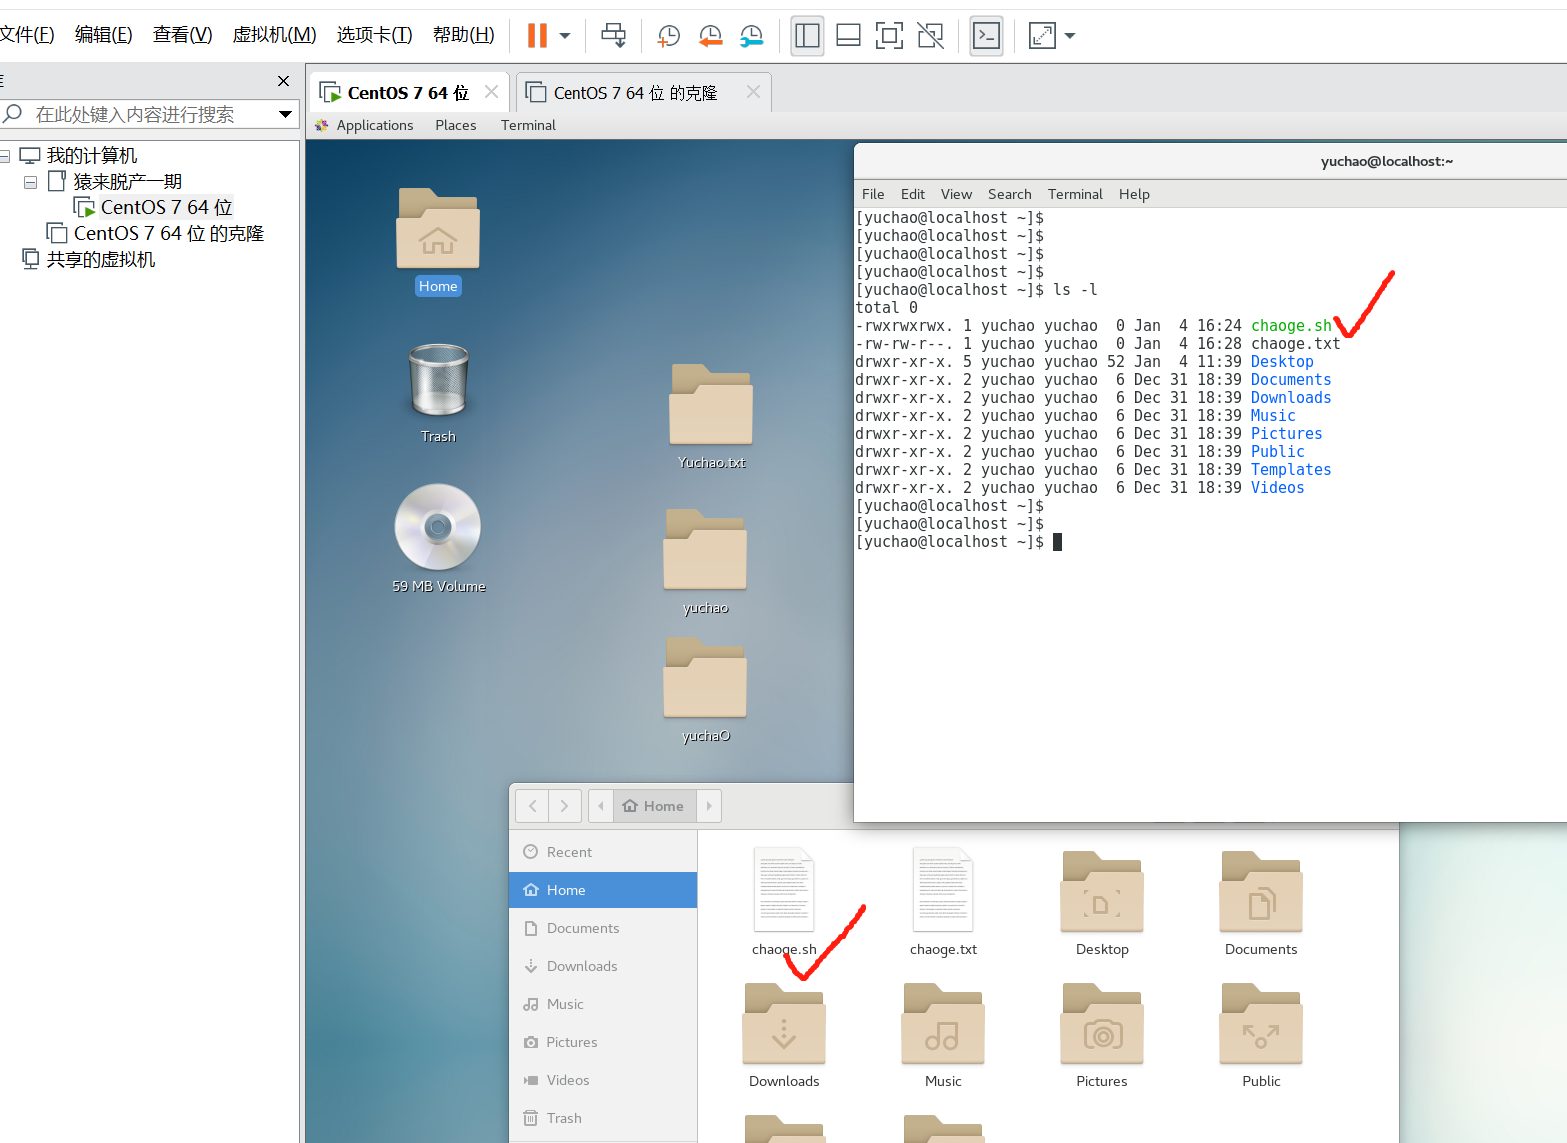 文件(F) 编辑(E) 查看(V) 虚拟机(M) 选项卡(T) 帮助(H)
在此处键入内容进行搜索
我的计算机
猿来脱产一期
CentOS 7 64 位
CentOS 7 64 位 的克隆
共享的虚拟机
CentOS 7 64 位
CentOS 7 64 位 的克隆
Applications Places Terminal
Home
Trash
59 MB Volume
Yuchao.txt
yuchao
yuchaO
yuchao@localhost:~
File Edit View Search Terminal Help
[yuchao@localhost ~]$
[yuchao@localhost ~]$
[yuchao@localhost ~]$
[yuchao@localhost ~]$
[yuchao@localhost ~]$ ls -l
total 0
-rwxrwxrwx. 1 yuchao yuchao  0 Jan  4 16:24 chaoge.sh
-rw-rw-r--. 1 yuchao yuchao  0 Jan  4 16:28 chaoge.txt
drwxr-xr-x. 5 yuchao yuchao 52 Jan  4 11:39 Desktop
drwxr-xr-x. 2 yuchao yuchao  6 Dec 31 18:39 Documents
drwxr-xr-x. 2 yuchao yuchao  6 Dec 31 18:39 Downloads
drwxr-xr-x. 2 yuchao yuchao  6 Dec 31 18:39 Music
drwxr-xr-x. 2 yuchao yuchao  6 Dec 31 18:39 Pictures
drwxr-xr-x. 2 yuchao yuchao  6 Dec 31 18:39 Public
drwxr-xr-x. 2 yuchao yuchao  6 Dec 31 18:39 Templates
drwxr-xr-x. 2 yuchao yuchao  6 Dec 31 18:39 Videos
[yuchao@localhost ~]$
[yuchao@localhost ~]$
[yuchao@localhost ~]$
Home
Recent
Home
Documents
Downloads
Music
Pictures
Videos
Trash
chaoge.sh chaoge.txt Desktop Documents
Downloads Music Pictures Public